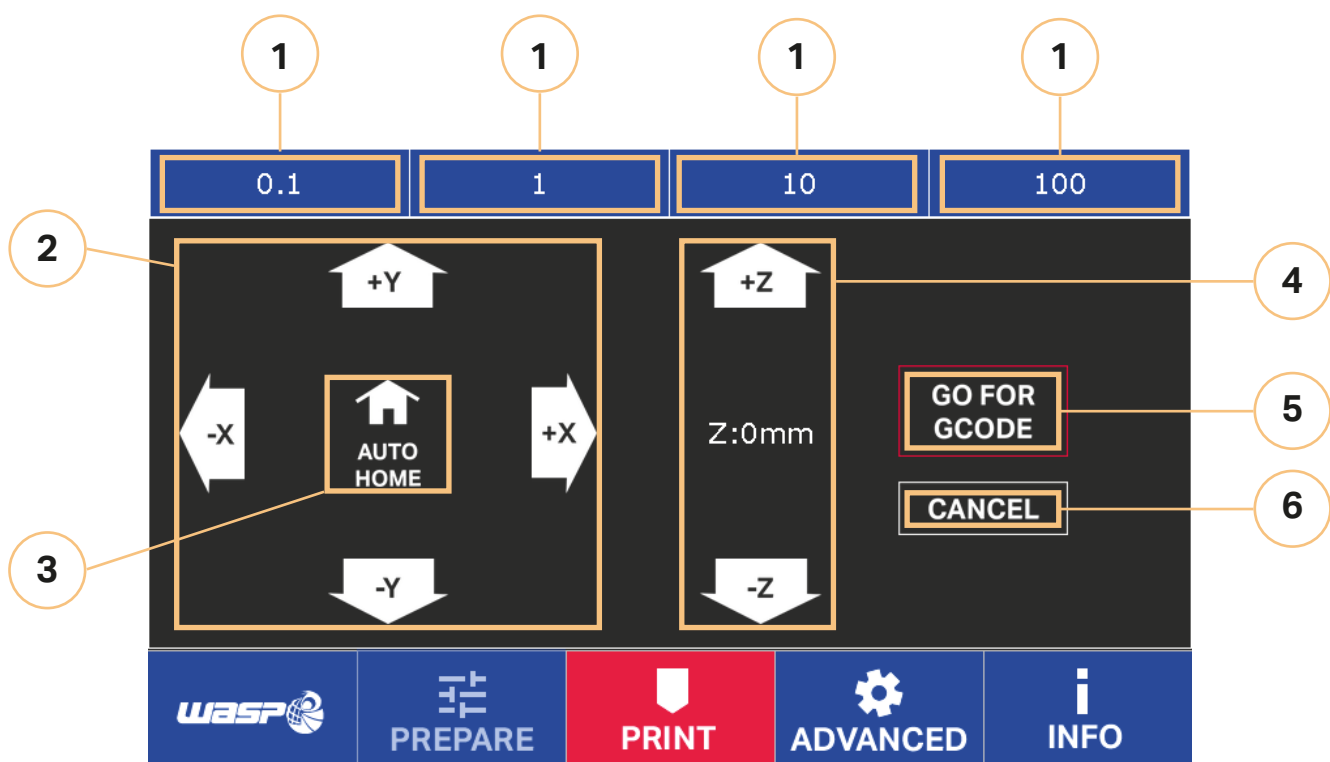 1 1 1 1
0.1 1 10 100
2
+Y
+Z
4
-X
AUTO
HOME
+X
Z:0mm
GO FOR
GCODE
5
CANCEL
6
3
-Y
-Z
wasp
PREPARE
PRINT
ADVANCED
INFO